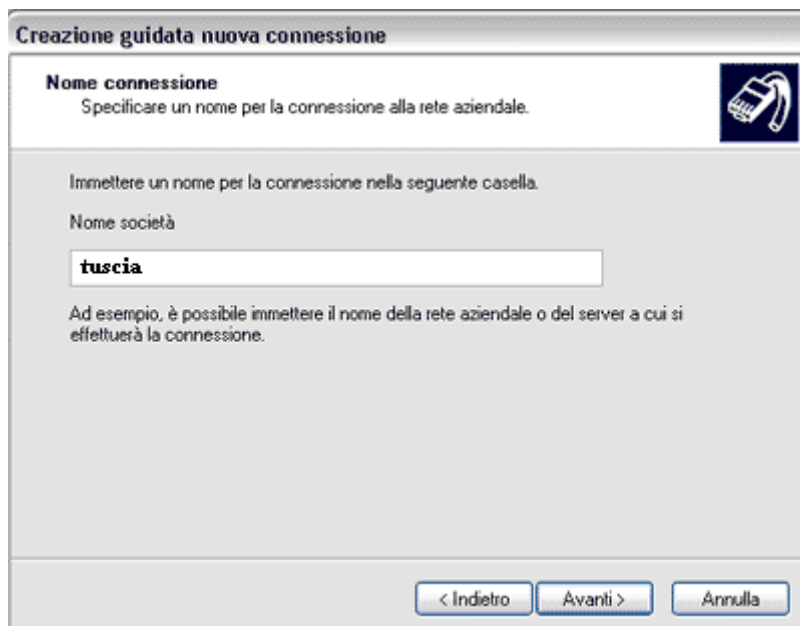 Creazione guidata nuova connessione
Nome connessione
Specificare un nome per la connessione alla rete aziendale.
Immettere un nome per la connessione nella seguente casella.
Nome società
tuscia
Ad esempio, è possibile immettere il nome della rete aziendale o del server a cui si
effettuerà la connessione.
< Indietro
Avanti >
Annulla